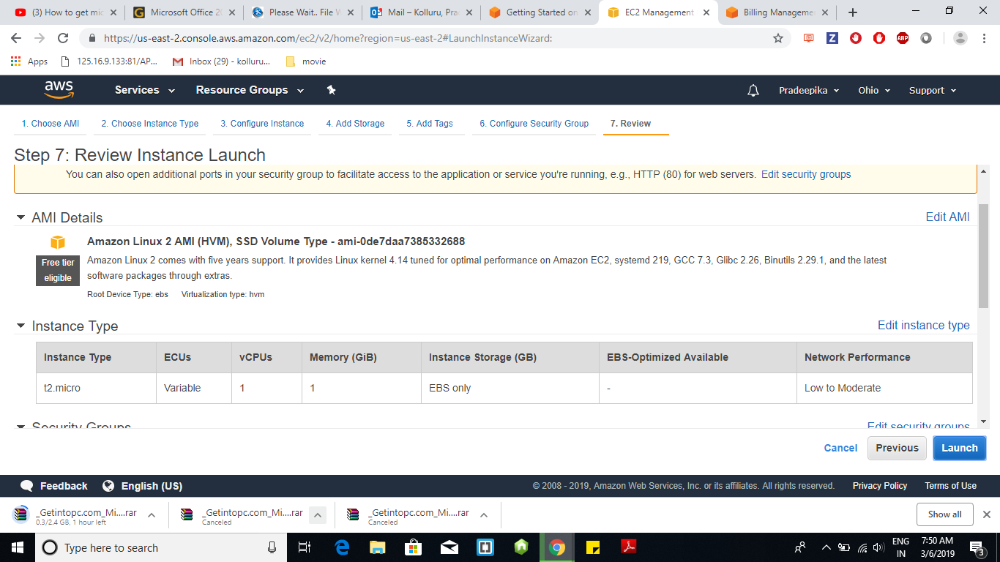 (3) How to get mic
Microsoft Office 2
Please Wait.. File W
Mail – Kolluru, Pra
Getting Started on
EC2 Management
Billing Manageme
https://us-east-2.console.aws.amazon.com/ec2/v2/home?region=us-east-2#LaunchInstanceWizard:
Z
ABP
Apps
125.16.9.133:81/AP...
Inbox (29) - kolluru...
movie
aws
Services
Resource Groups
Pradeepika
Ohio
Support
1. Choose AMI
2. Choose Instance Type
3. Configure Instance
4. Add Storage
5. Add Tags
6. Configure Security Group
7. Review
Step 7: Review Instance Launch
You can also open additional ports in your security group to facilitate access to the application or service you're running, e.g., HTTP (80) for web servers. Edit security groups
AMI Details
Edit AMI
Amazon Linux 2 AMI (HVM), SSD Volume Type - ami-0de7daa7385332688
Free tier
eligible
Amazon Linux 2 comes with five years support. It provides Linux kernel 4.14 tuned for optimal performance on Amazon EC2, systemd 219, GCC 7.3, Glibc 2.26, Binutils 2.29.1, and the latest
software packages through extras.
Root Device Type: ebs Virtualization type: hvm
Instance Type
Edit instance type
Instance Type ECUs vCPUs Memory (GiB) Instance Storage (GB) EBS-Optimized Available Network Performance
t2.micro Variable 1 1 EBS only - Low to Moderate
Security Groups
Edit security groups
Cancel
Previous
Launch
Feedback
English (US)
© 2008 - 2019, Amazon Web Services, Inc. or its affiliates. All rights reserved.
Privacy Policy
Terms of Use
_Getintopc.com_Mi....rar
0.3/2.4 GB, 1 hour left
_Getintopc.com_Mi....rar
Canceled
_Getintopc.com_Mi....rar
Canceled
Show all
Type here to search
ENG
IN
7:50 AM
3/6/2019
3